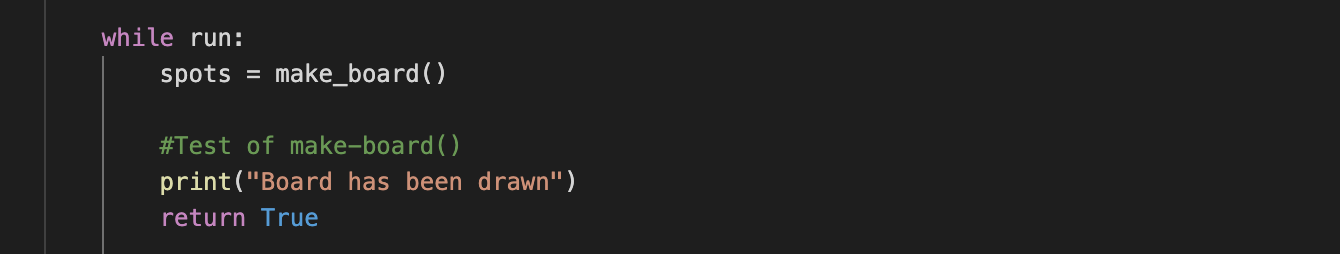 while run:
spots = make_board()
#Test of make-board()
print("Board has been drawn")
return True